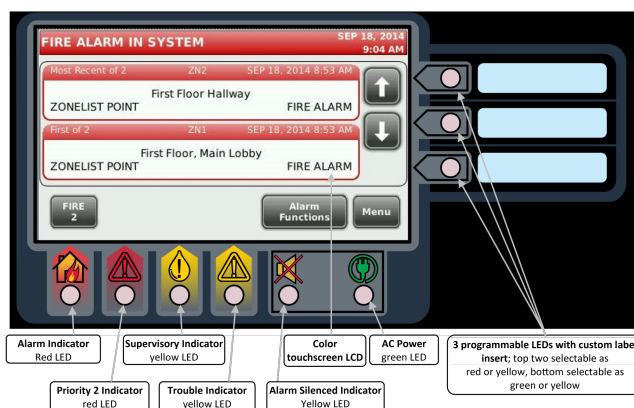 FIRE ALARM IN SYSTEM
SEP 18, 2014
9:04 AM
Most Recent of 2 ZN2 SEP 18, 2014 8:53 AM
First Floor Hallway
ZONELIST POINT FIRE ALARM
First of 2 ZN1 SEP 18, 2014 8:53 AM
First Floor, Main Lobby
ZONELIST POINT FIRE ALARM
FIRE
2
Alarm
Functions
Menu
Alarm Indicator
Red LED
Supervisory Indicator
yellow LED
Color
touchscreen LCD
AC Power
green LED
3 programmable LEDs with custom labe
insert; top two selectable as
red or yellow, bottom selectable as
green or yellow
Priority 2 Indicator
red LED
Trouble Indicator
yellow LED
Alarm Silenced Indicator
Yellow LED